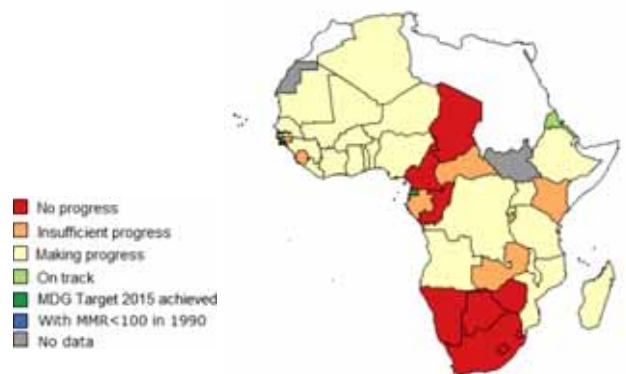 No progress
Insufficient progress
Making progress
On track
MDG Target 2015 achieved
With MMR<100 in 1990
No data